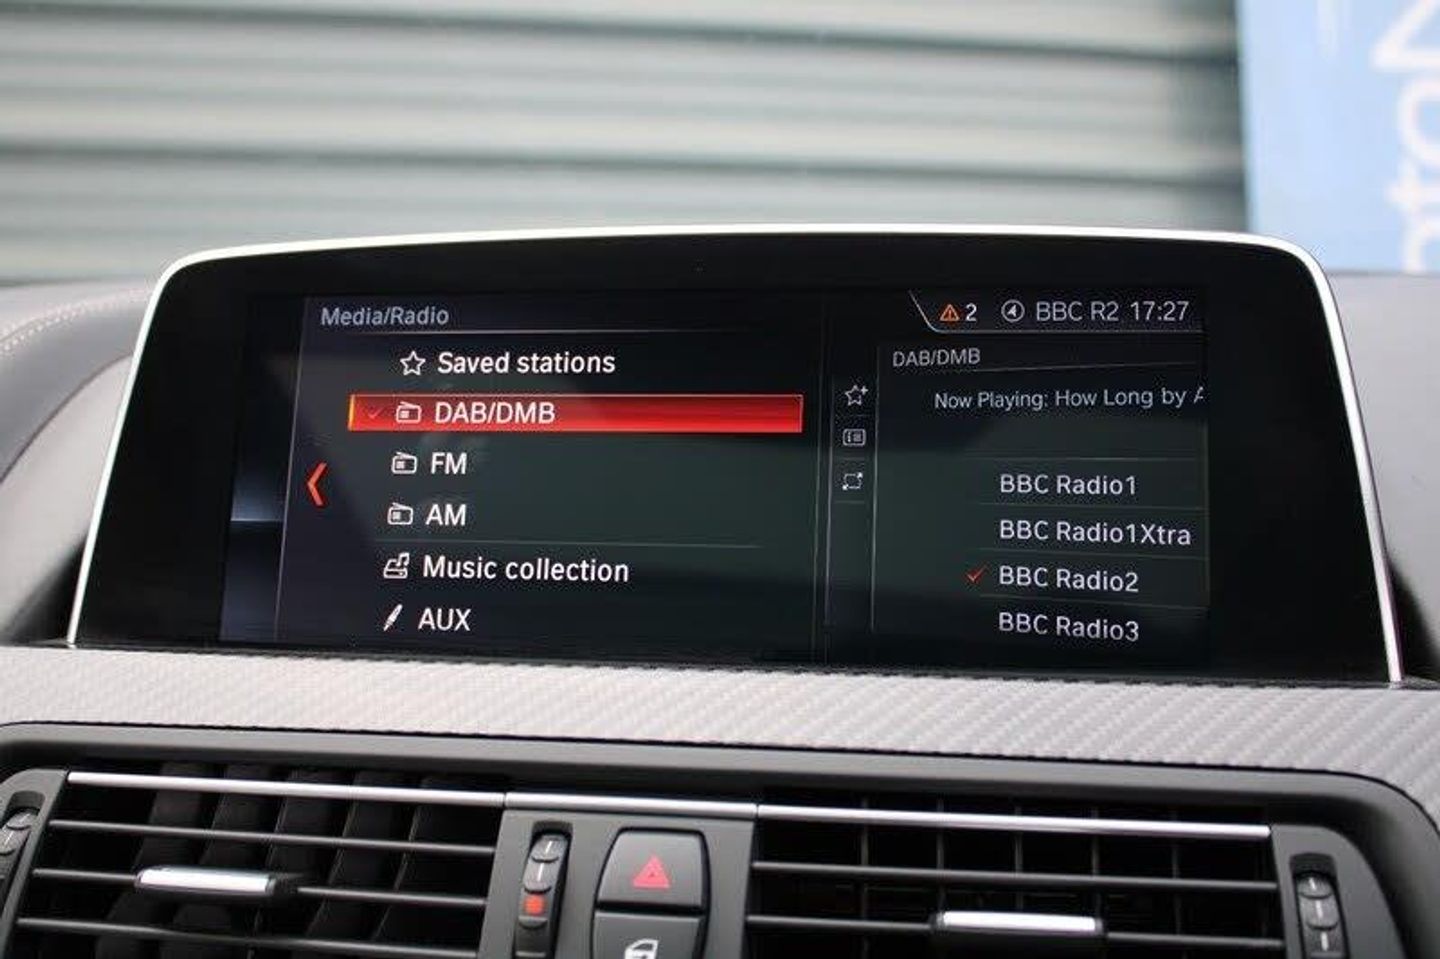 Media/Radio
2 BBC R2 17:27
Saved stations
DAB/DMB
FM
AM
Music collection
AUX
DAB/DMB
Now Playing: How Long by
BBC Radio1
BBC Radio1Xtra
BBC Radio2
BBC Radio3